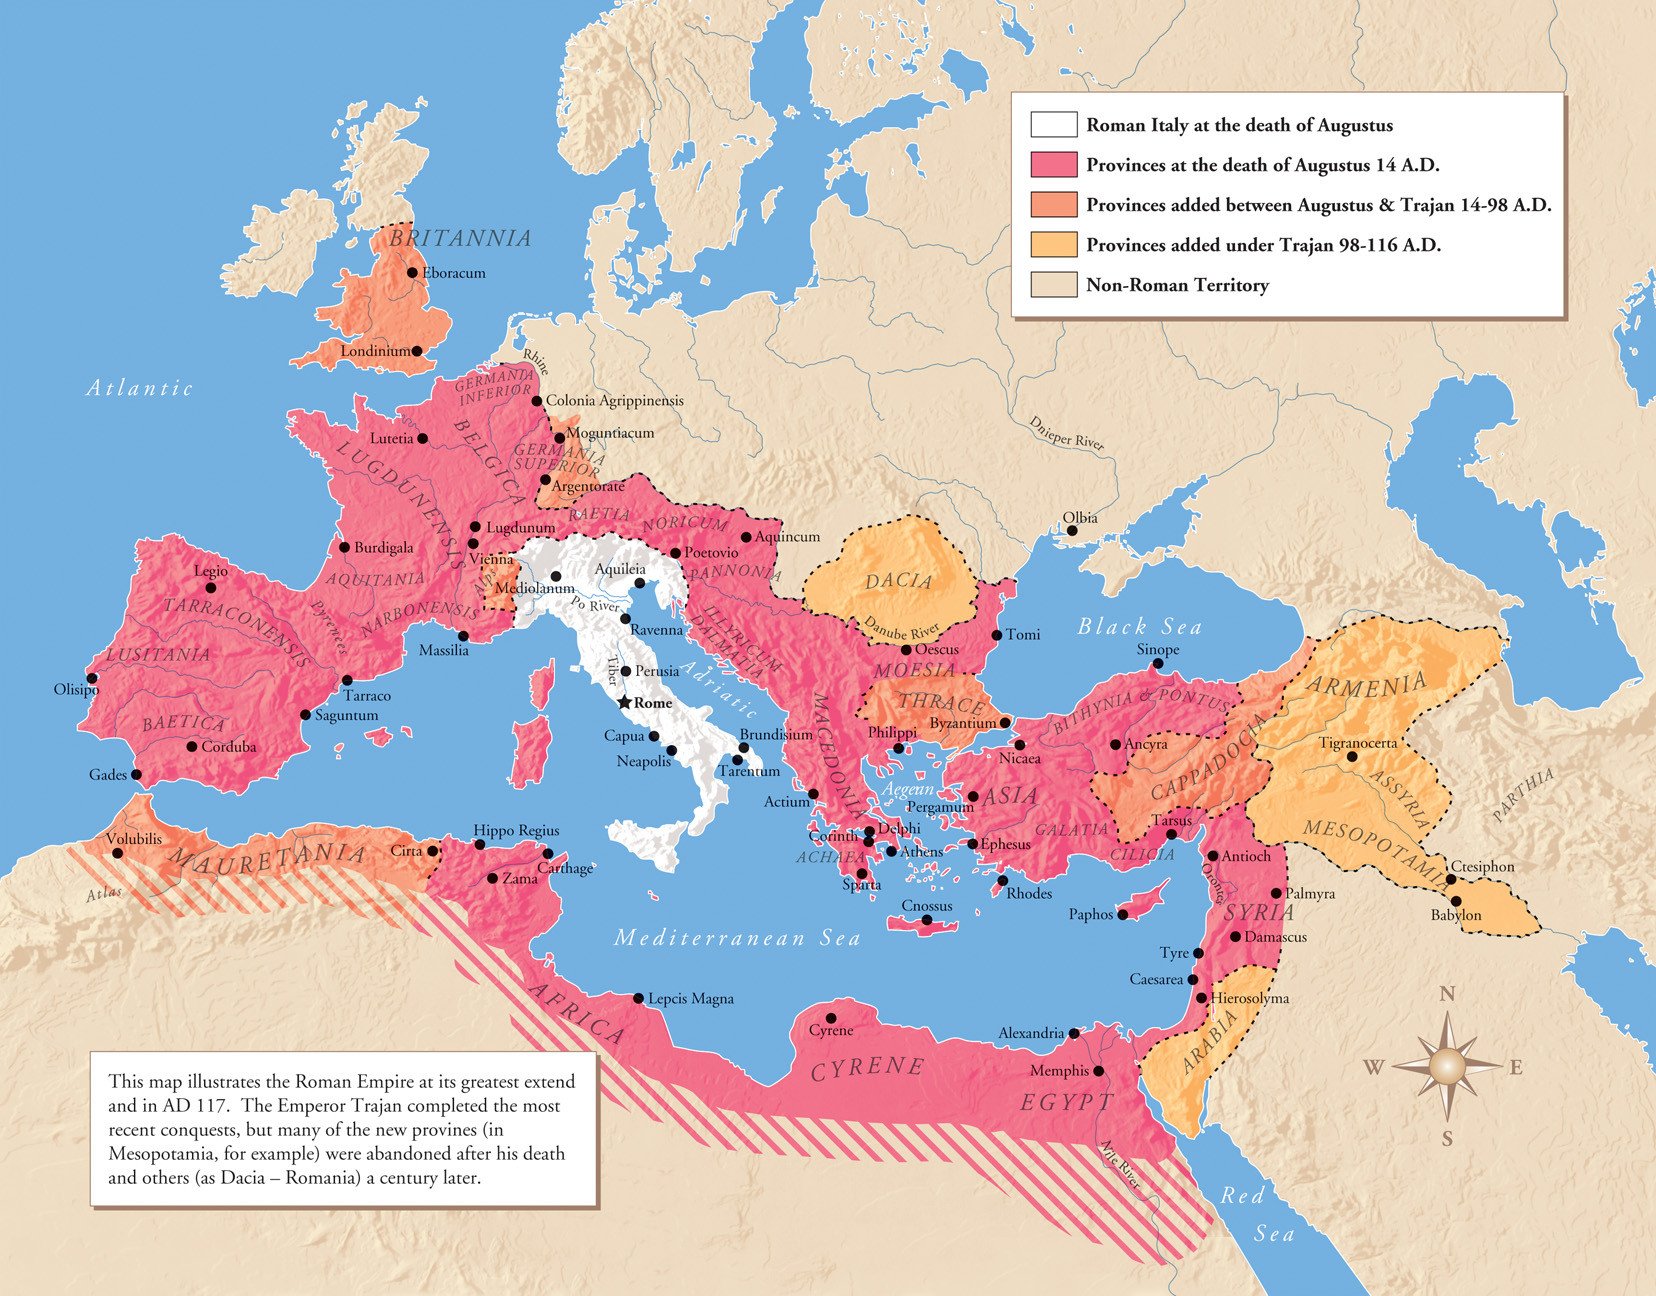 Roman Italy at the death of Augustus
Provinces at the death of Augustus 14 A.D.
Provinces added between Augustus & Trajan 14-98 A.D.
Provinces added under Trajan 98-116 A.D.
Non-Roman Territory
BRITANNIA
Eboracum
Londinium
Atlantic
Rhine
GERMANIA
INFERIOR
Colonia Agrippinensis
Lutetia
BELGICA
Moguntiacum
GERMANIA
SUPERIOR
Argentorate
LUGDUNENSIS
Dnieper River
Olbia
RAETIA
NORICUM
Lugdunum
Aquincum
Burdigala
Vienna
Poetovio
PANNONIA
Legio
AQUITANIA
Mediolanum
Aquileia
DACIA
TARRACONENSIS
Pyrenees
NARBONENSIS
Po River
Ravenna
ILLYRICUM
DALMATIA
Danube River
Tomi
Black Sea
Massilia
Oescus
Sinope
LUSITANIA
Tiber
Perusia
Adriatic
MOESIA
ARMENIA
Olisipo
Tarraco
Rome
MACEDONIA
THRACE
BITHYNIA & PONTUS
BAETICA
Saguntum
Byzantium
Corduba
Capua
Brundisium
Philippi
Nicaea
Ancyra
CAPPADOCIA
Tigranocerta
Gades
Neapolis
Tarentum
Aegean
ASIA
ASSYRIA
PARTHIA
Actium
Pergamum
Volubilis
Hippo Regius
Corinth
Delphi
GALATIA
Tarsus
MESOPOTAMIA
MAURETANIA
Cirta
Carthage
ACHAEA
Athens
Ephesus
CILICIA
Antioch
Ctesiphon
Atlas
Zama
Sparta
Rhodes
Orontes
Palmyra
Cnossus
Paphos
SYRIA
Babylon
Mediterranean Sea
Damascus
Tyre
Caesarea
AFRICA
Lepcis Magna
Hierosolyma
Cyrene
Alexandria
ARABIA
CYRENE
Memphis
EGYPT
Nile River
Red
Sea
N
W
E
S
This map illustrates the Roman Empire at its greatest extend
and in AD 117. The Emperor Trajan completed the most
recent conquests, but many of the new provines (in
Mesopotamia, for example) were abandoned after his death
and others (as Dacia – Romania) a century later.